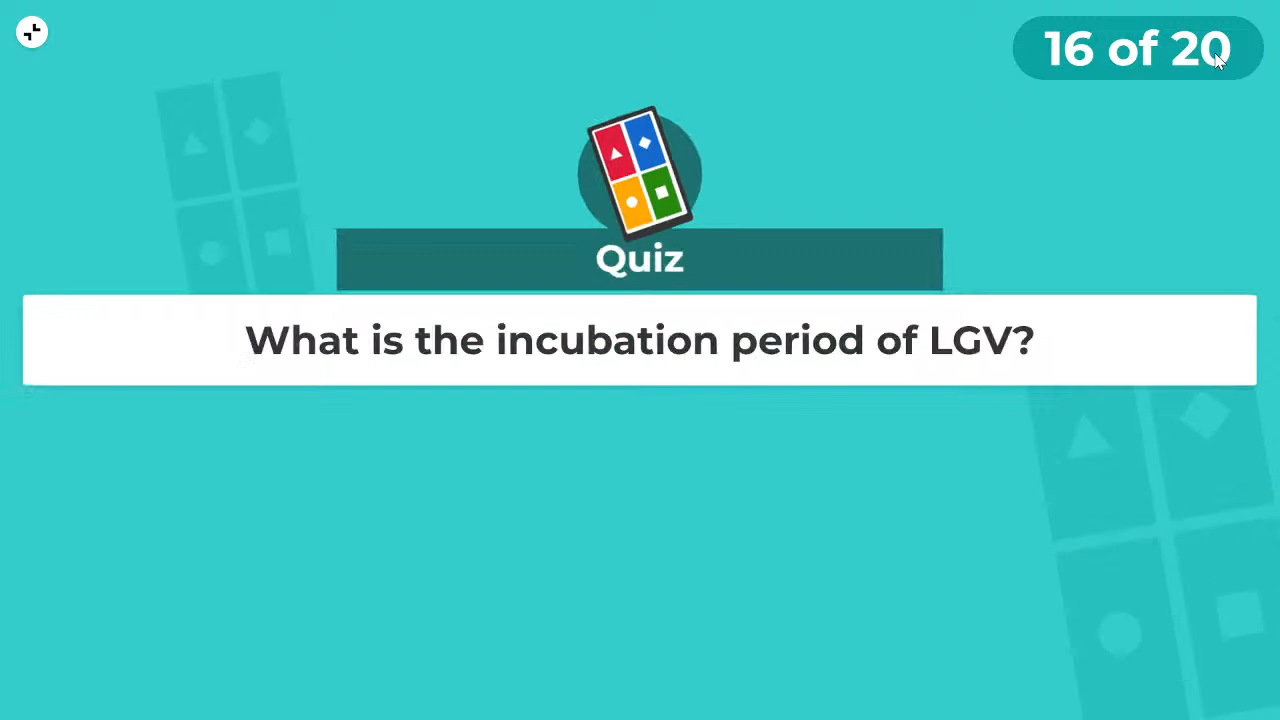 16 of 20
Quiz
What is the incubation period of LGV?